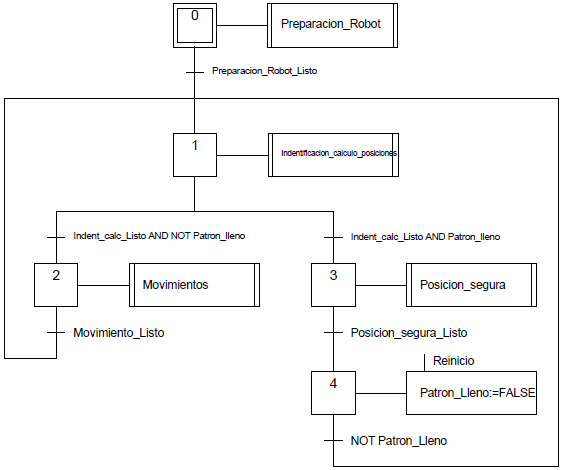 0
Preparacion_Robot
Preparacion_Robot_Listo
1
Indentificacion_calculo_posiciones
Indent_calc_Listo AND NOT Patron_lleno
Indent_calc_Listo AND Patron_lleno
2
Movimientos
3
Posicion_segura
Movimiento_Listo
Posicion_segura_Listo
Reinicio
4
Patron_Lleno:=FALSE
NOT Patron_Lleno